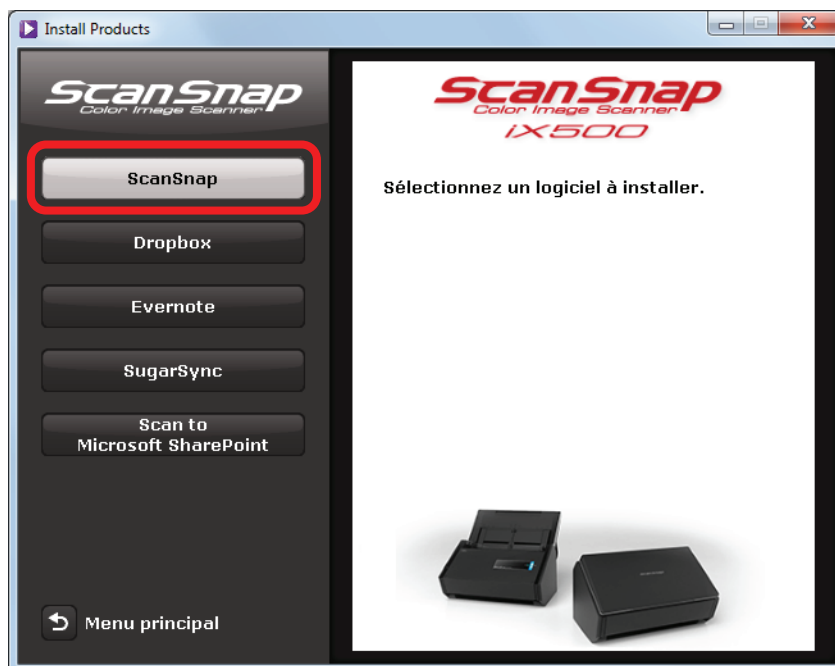 Install Products
ScanSnap
Color Image Scanner
ScanSnap
Color Image Scanner
iX500
ScanSnap
Sélectionnez un logiciel à installer.
Dropbox
Evernote
SugarSync
Scan to
Microsoft SharePoint
Menu principal